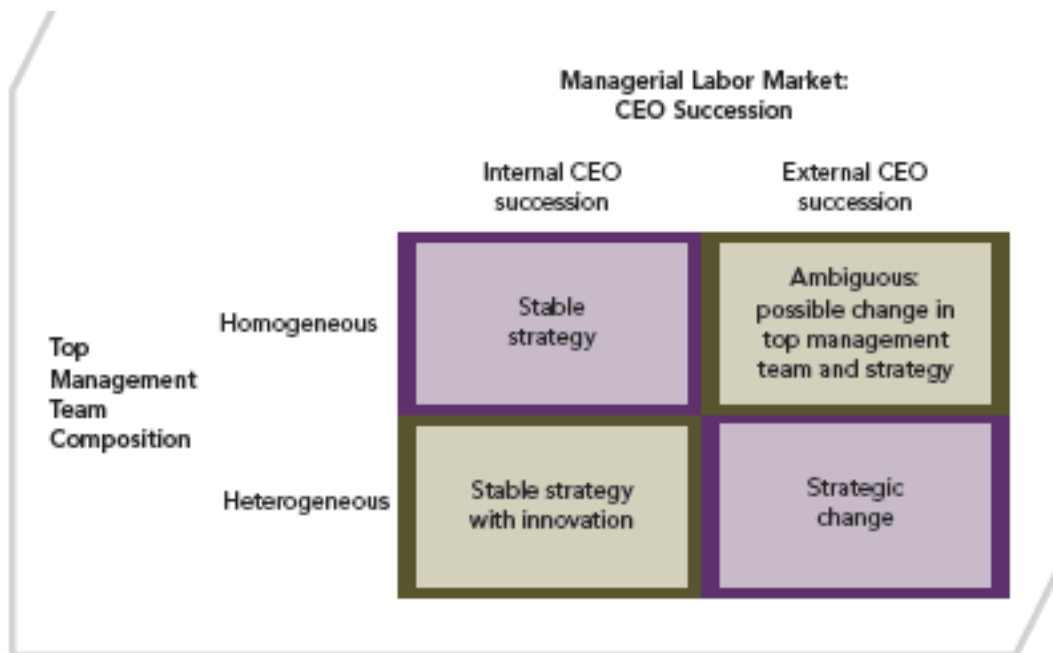 Managerial Labor Market:
CEO Succession
Internal CEO
succession
External CEO
succession
Top
Management
Team
Composition
Homogeneous
Stable
strategy
Ambiguous:
possible change in
top management
team and strategy
Heterogeneous
Stable strategy
with innovation
Strategic
change